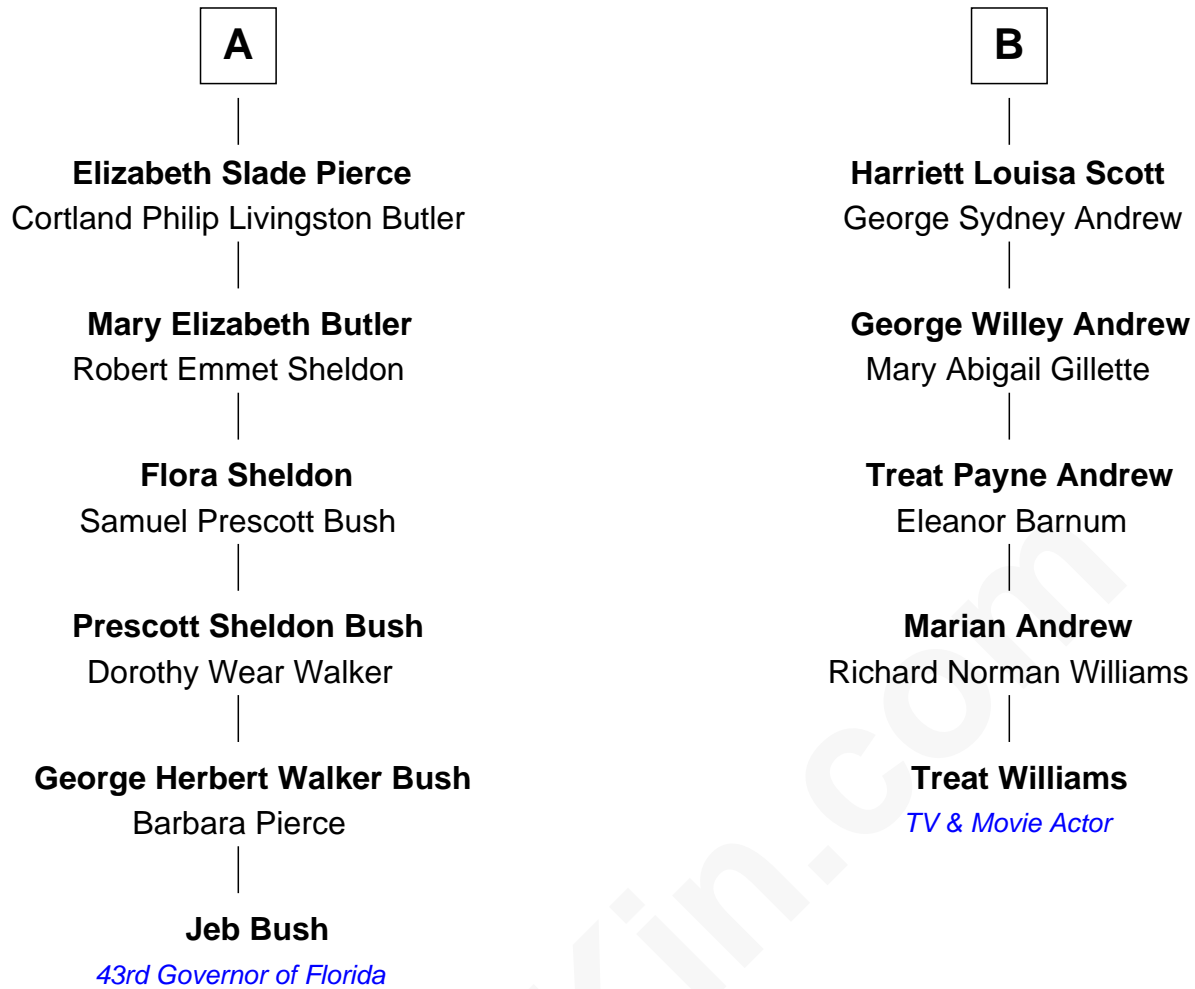 A
Elizabeth Slade Pierce
Cortland Philip Livingston Butler
Mary Elizabeth Butler
Robert Emmet Sheldon
Flora Sheldon
Samuel Prescott Bush
Prescott Sheldon Bush
Dorothy Wear Walker
George Herbert Walker Bush
Barbara Pierce
Jeb Bush
43rd Governor of Florida
B
Harriett Louisa Scott
George Sydney Andrew
George Willey Andrew
Mary Abigail Gillette
Treat Payne Andrew
Eleanor Barnum
Marian Andrew
Richard Norman Williams
Treat Williams
TV & Movie Actor
Kin.com